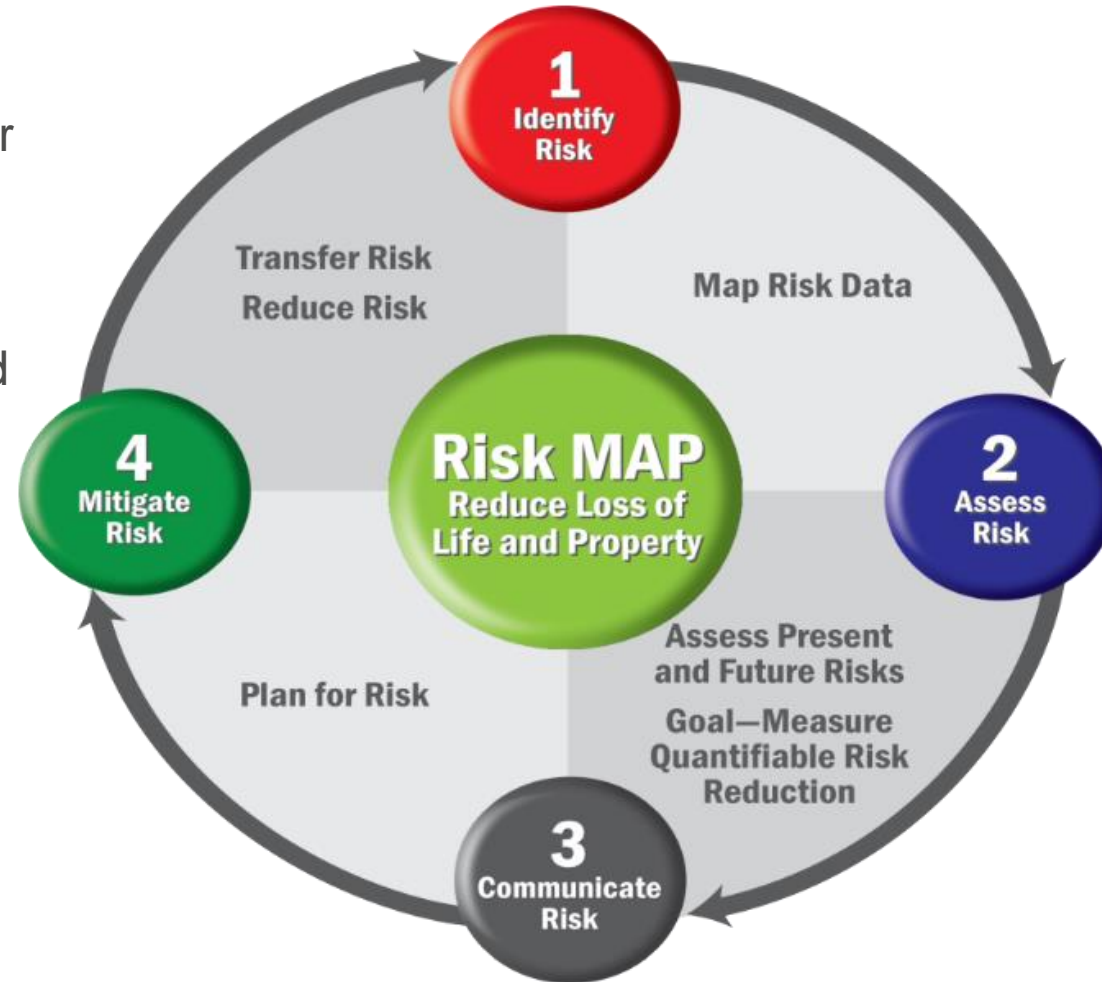 1
Identify
Risk
Transfer Risk
Reduce Risk
Map Risk Data
4
Mitigate
Risk
Risk MAP
Reduce Loss of
Life and Property
2
Assess
Risk
Plan for Risk
Assess Present
and Future Risks
Goal—Measure
Quantifiable Risk
Reduction
3
Communicate
Risk